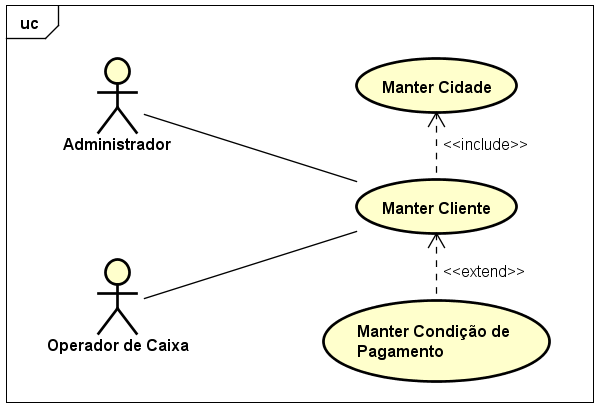 uc
Manter Cidade
Administrador
<<include>>
Manter Cliente
<<extend>>
Operador de Caixa
Manter Condição de
Pagamento